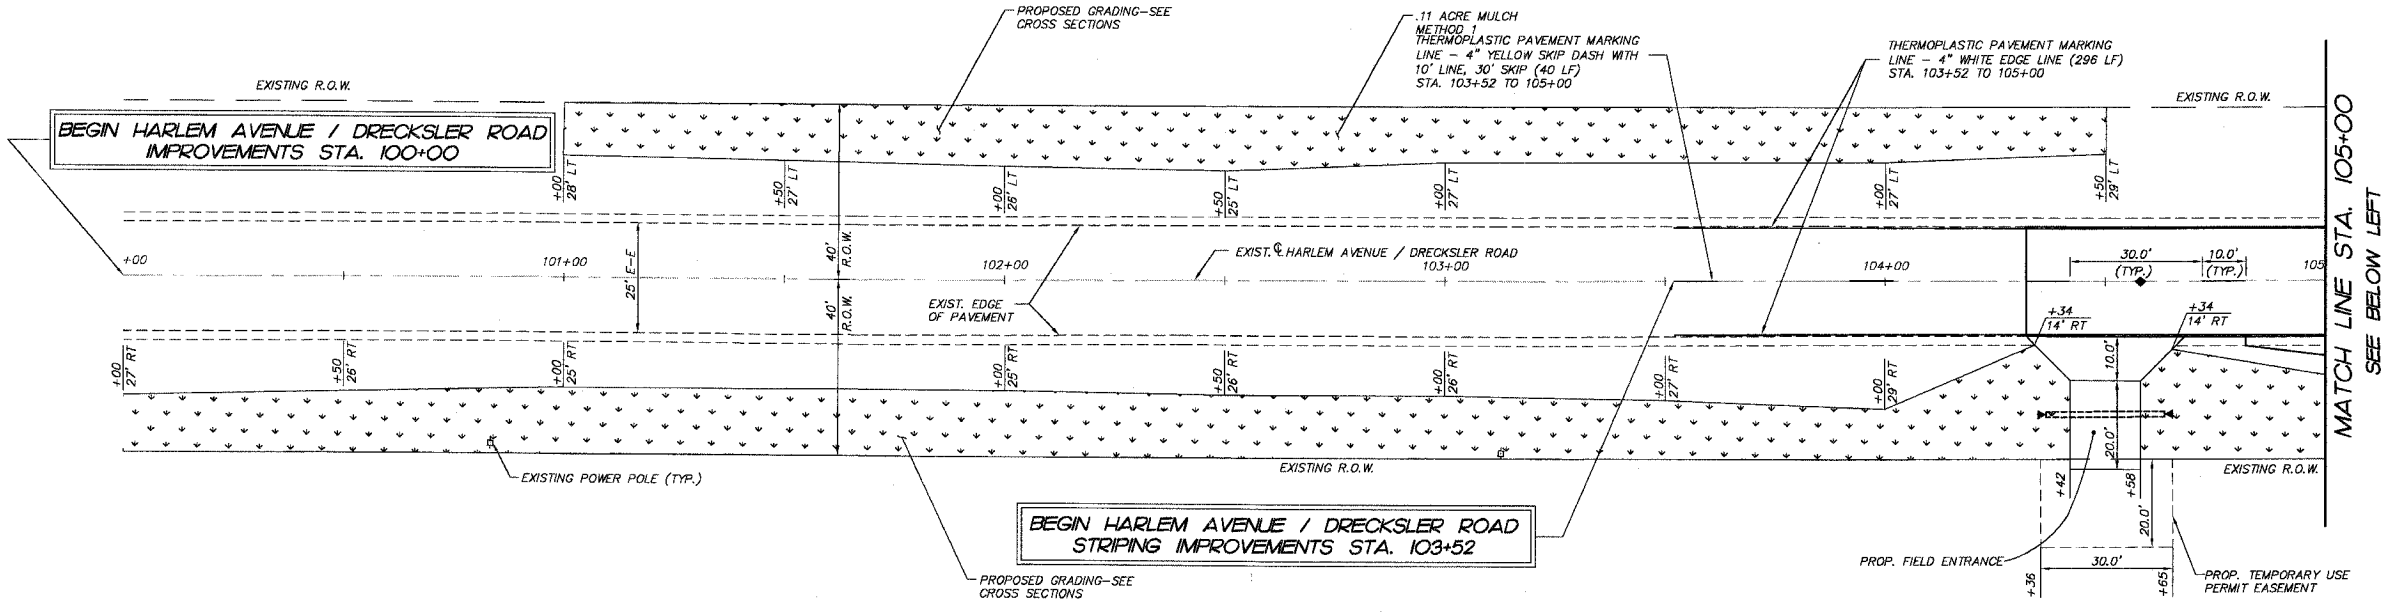 PROPOSED GRADING-SEE
CROSS SECTIONS
.11 ACRE MULCH
METHOD 1
THERMOPLASTIC PAVEMENT MARKING
LINE - 4" YELLOW SKIP DASH WITH
10' LINE, 30' SKIP (40 LF)
STA. 103+52 TO 105+00
THERMOPLASTIC PAVEMENT MARKING
LINE - 4" WHITE EDGE LINE (296 LF)
STA. 103+52 TO 105+00
EXISTING R.O.W.
EXISTING R.O.W.
BEGIN HARLEM AVENUE / DRECKSLER ROAD
IMPROVEMENTS STA. 100+00
+00
28' LT
+50
27' LT
+00
26' LT
+50
25' LT
+00
27' LT
+00
27' LT
+50
29' LT
MATCH LINE STA. 105+00
SEE BELOW LEFT
+00
101+00
102+00
103+00
104+00
105
25' E-E
40'
R.O.W.
40'
R.O.W.
EXIST. ℄ HARLEM AVENUE / DRECKSLER ROAD
EXIST. EDGE
OF PAVEMENT
30.0'
(TYP.)
10.0'
(TYP.)
+34
14' RT
+34
14' RT
+00
27' RT
+50
26' RT
+00
25' RT
+00
25' RT
+50
26' RT
+00
26' RT
+00
27' RT
+00
29' RT
10.0'
20.0'
EXISTING POWER POLE (TYP.)
EXISTING R.O.W.
EXISTING R.O.W.
+42
+58
20.0'
BEGIN HARLEM AVENUE / DRECKSLER ROAD
STRIPING IMPROVEMENTS STA. 103+52
PROP. FIELD ENTRANCE
30.0'
+36
+65
PROP. TEMPORARY USE
PERMIT EASEMENT
PROPOSED GRADING-SEE
CROSS SECTIONS